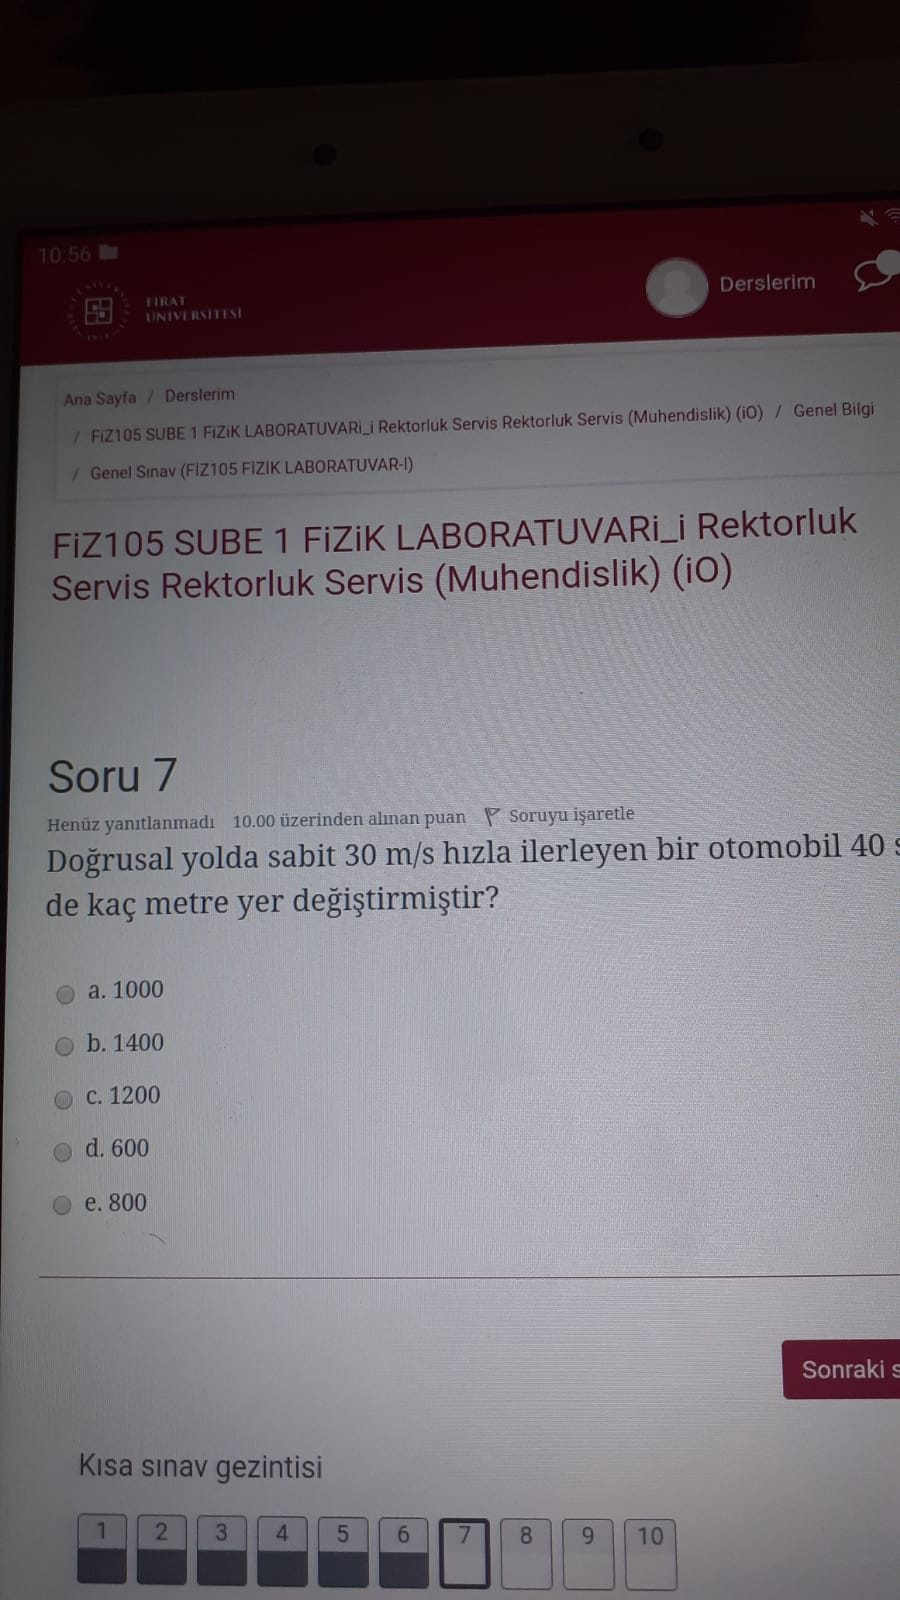 10:56
FIRAT
ÜNİVERSİTESİ
Derslerim
Ana Sayfa / Derslerim
/ FiZ105 SUBE 1 FiZiK LABORATUVARi_i Rektorluk Servis Rektorluk Servis (Muhendislik) (iO) / Genel Bilgi
/ Genel Sınav (FİZ105 FİZİK LABORATUVAR-I)
FiZ105 SUBE 1 FiZiK LABORATUVARi_i Rektorluk
Servis Rektorluk Servis (Muhendislik) (iO)
Soru 7
Henüz yanıtlanmadı 10.00 üzerinden alınan puan Soruyu işaretle
Doğrusal yolda sabit 30 m/s hızla ilerleyen bir otomobil 40 s
de kaç metre yer değiştirmiştir?
a. 1000
b. 1400
c. 1200
d. 600
e. 800
Sonraki s
Kısa sınav gezintisi
1 2 3 4 5 6 7 8 9 10